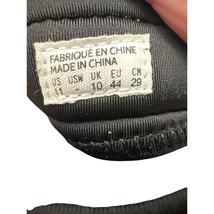 FABRIQUÉ EN CHINE
MADE IN CHINA
US USW UK EU CM
11 - 10 44 29